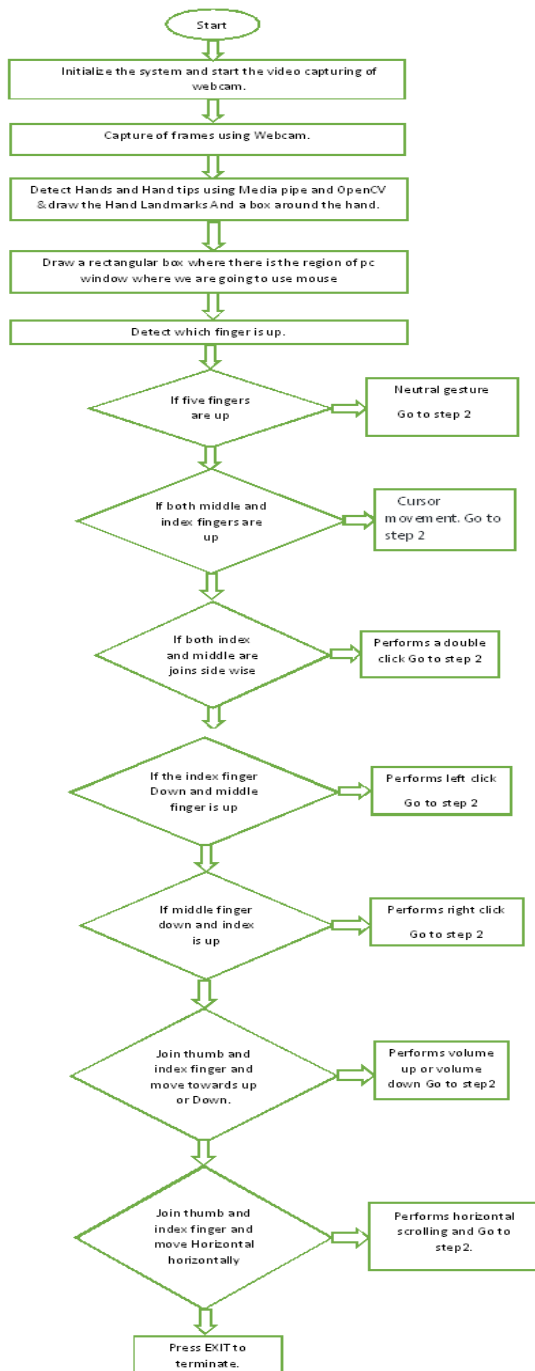 Start
Initialize the system and start the video capturing of
webcam.
Capture of frames using Webcam.
Detect Hands and Hand tips using Media pipe and OpenCV
&draw the Hand Landmarks And a box around the hand.
Draw a rectangular box where there is the region of pc
window where we are going to use mouse
Detect which finger is up.
If five fingers
are up
Neutral gesture
Go to step 2
If both middle and
index fingers are
up
Cursor
movement. Go to
step 2
If both index
and middle are
joins side wise
Performs a double
click Go to step 2
If the index finger
Down and middle
finger is up
Performs left click
Go to step 2
If middle finger
down and index
is up
Performs right click
Go to step 2
Join thumb and
index finger and
move towards up
or Down.
Performs volume
up or volume
down Go to step2
Join thumb and
index finger and
move Horizontal
horizontally
Performs horizontal
scrolling and Go to
step2.
Press EXIT to
terminate.